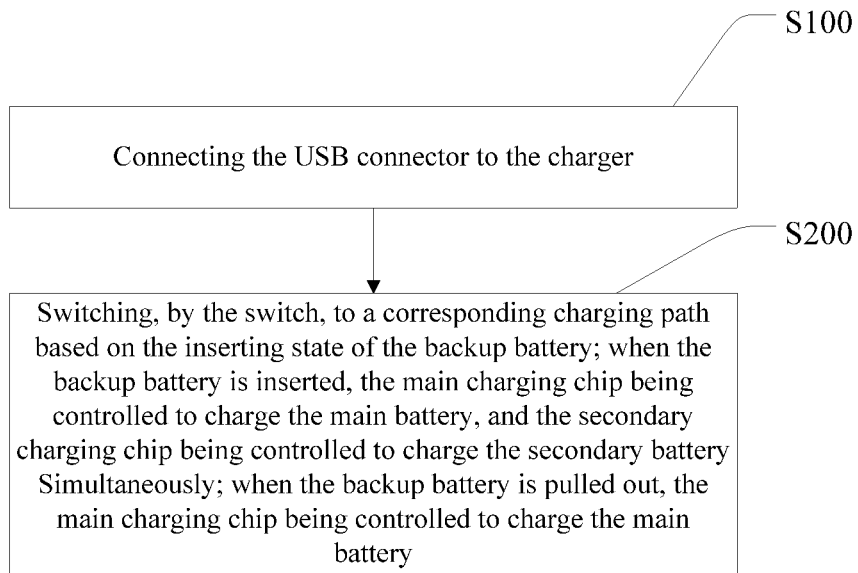 S100
Connecting the USB connector to the charger
S200
Switching, by the switch, to a corresponding charging path
based on the inserting state of the backup battery; when the
backup battery is inserted, the main charging chip being
controlled to charge the main battery, and the secondary
charging chip being controlled to charge the secondary battery
Simultaneously; when the backup battery is pulled out, the
main charging chip being controlled to charge the main
battery